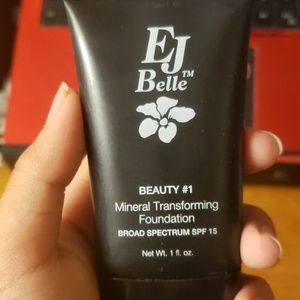 EJ
Belle™
BEAUTY #1
Mineral Transforming
Foundation
BROAD SPECTRUM SPF 15
Net Wt. 1 fl. oz.